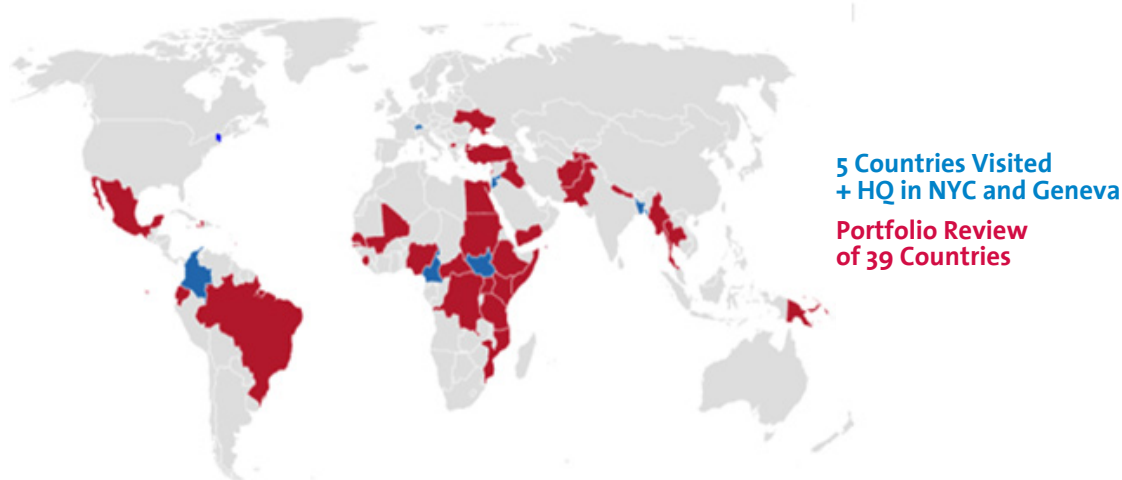 5 Countries Visited
+ HQ in NYC and Geneva
Portfolio Review
of 39 Countries